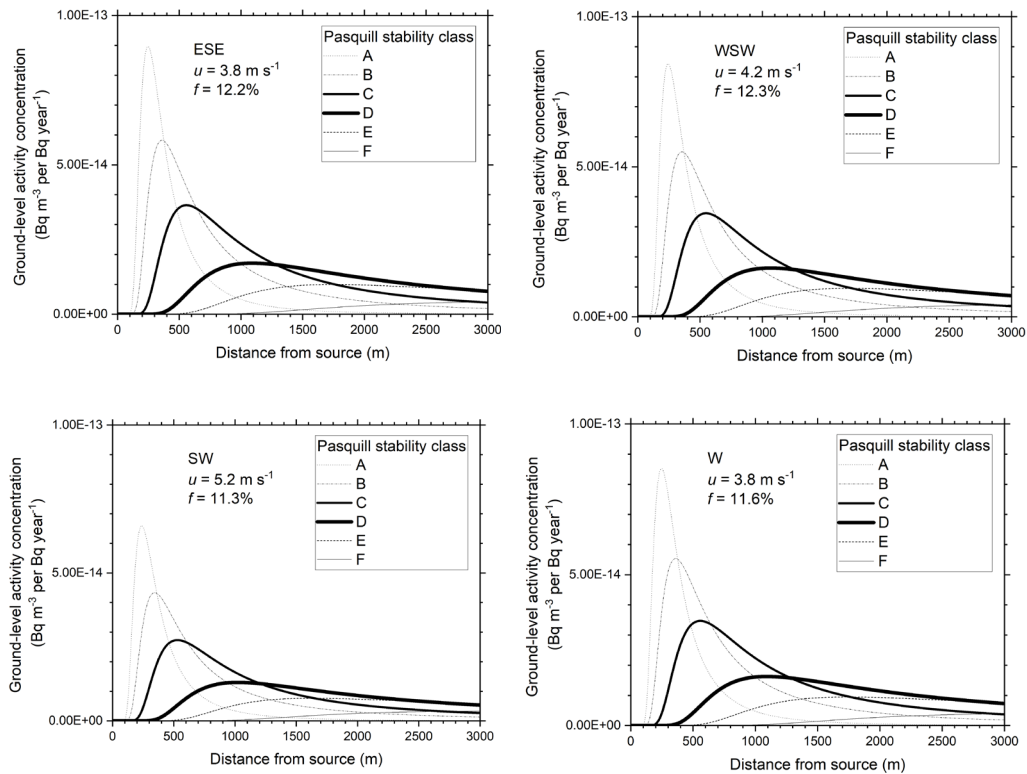 Ground-level activity concentration
(Bq m⁻³ per Bq year⁻¹)
1.00E-13
5.00E-14
0.00E+00
ESE
u = 3.8 m s⁻¹
f = 12.2%
Pasquill stability class
A
B
C
D
E
F
0 500 1000 1500 2000 2500 3000
Distance from source (m)
Ground-level activity concentration
(Bq m⁻³ per Bq year⁻¹)
1.00E-13
5.00E-14
0.00E+00
WSW
u = 4.2 m s⁻¹
f = 12.3%
Pasquill stability class
A
B
C
D
E
F
0 500 1000 1500 2000 2500 3000
Distance from source (m)
Ground-level activity concentration
(Bq m⁻³ per Bq year⁻¹)
1.00E-13
5.00E-14
0.00E+00
SW
u = 5.2 m s⁻¹
f = 11.3%
Pasquill stability class
A
B
C
D
E
F
0 500 1000 1500 2000 2500 3000
Distance from source (m)
Ground-level activity concentration
(Bq m⁻³ per Bq year⁻¹)
1.00E-13
5.00E-14
0.00E+00
W
u = 3.8 m s⁻¹
f = 11.6%
Pasquill stability class
A
B
C
D
E
F
0 500 1000 1500 2000 2500 3000
Distance from source (m)